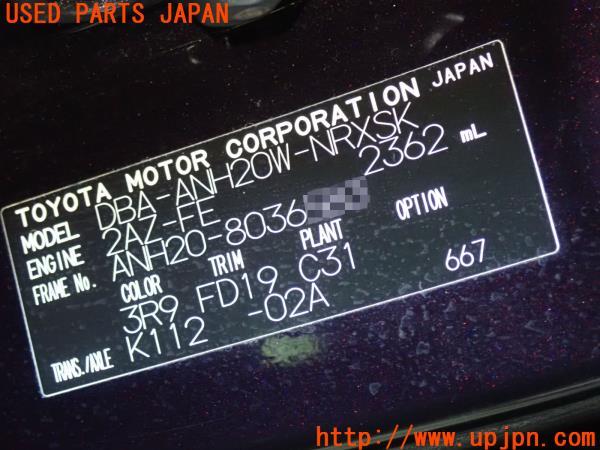 USED PARTS JAPAN
TOYOTA MOTOR CORPORATION JAPAN
MODEL DBA-ANH20W-NRXSK
ENGINE 2AZ-FE 2362 mL
FRAME No. ANH20-8036
COLOR TRIM PLANT OPTION
3R9 FD19 C31 667
TRANS./AXLE K112 -02A
http://www.upjpn.com